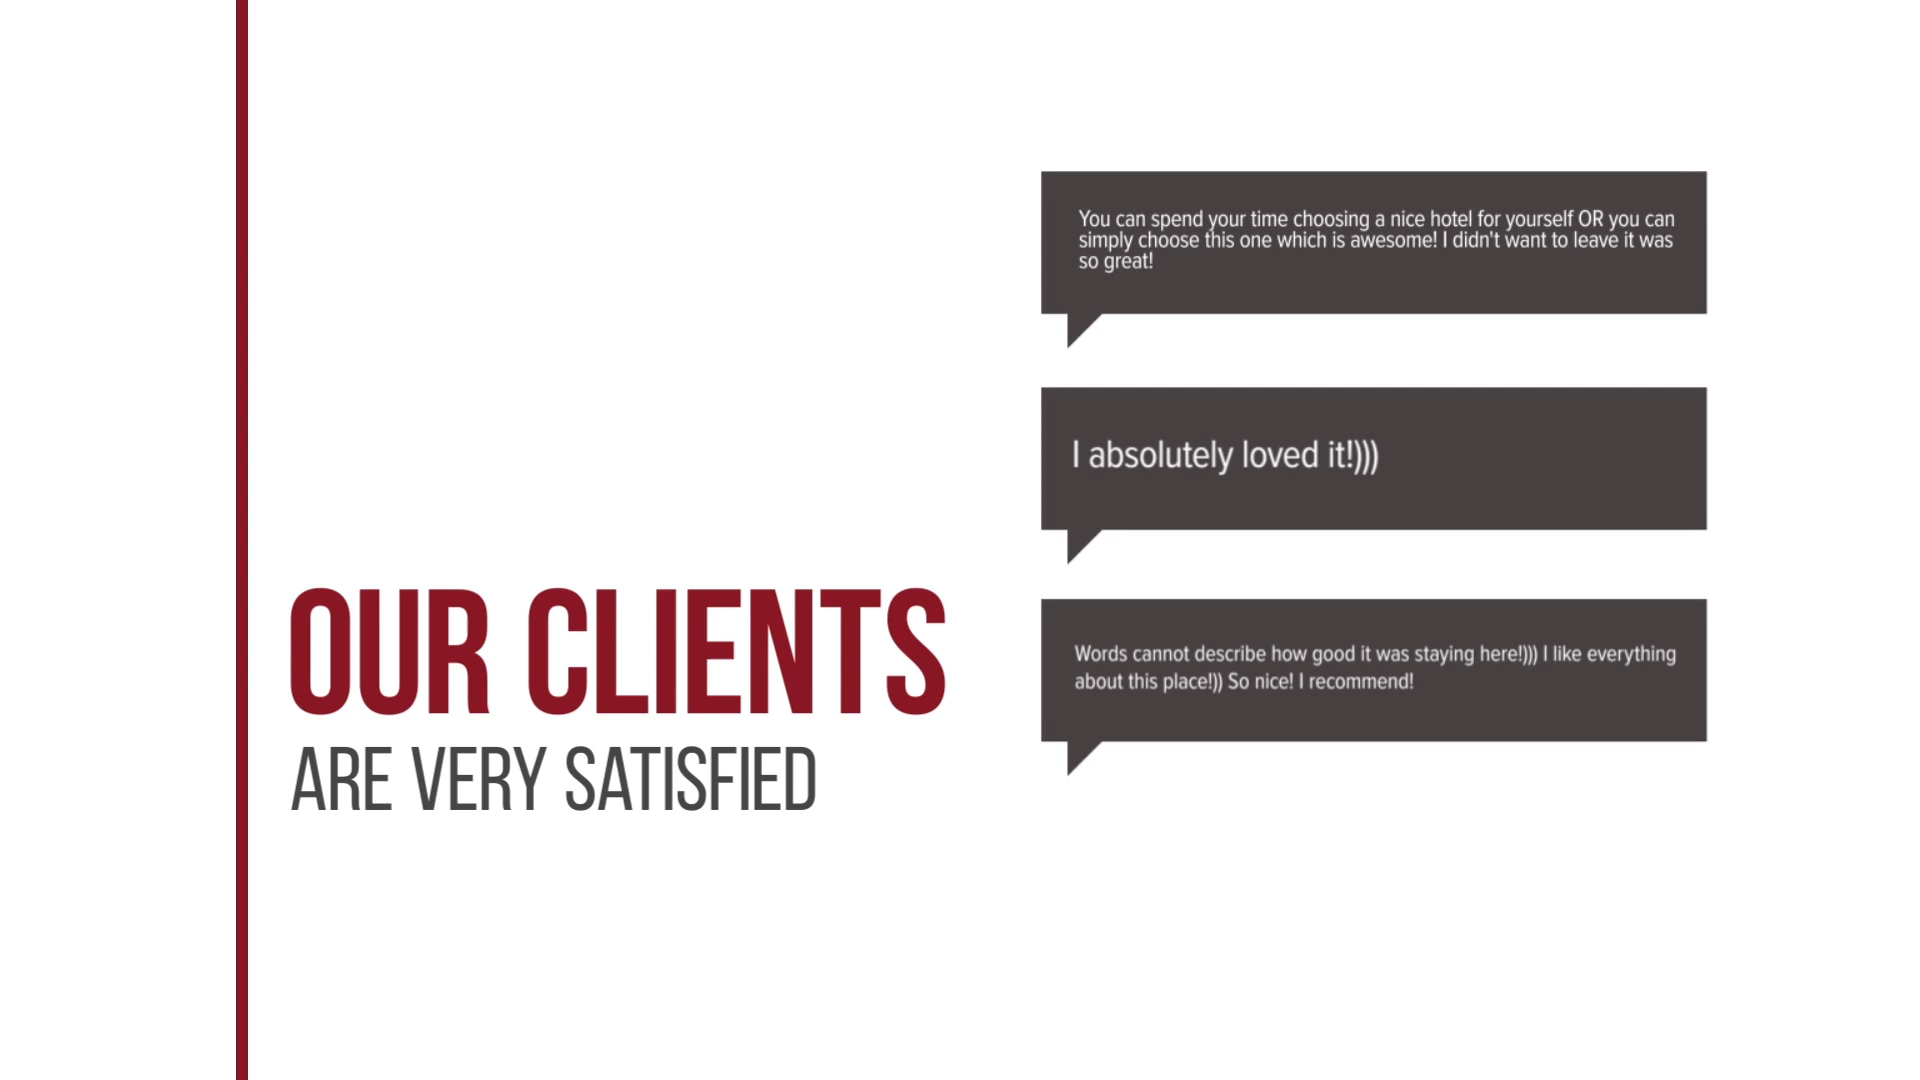 OUR CLIENTS
ARE VERY SATISFIED
You can spend your time choosing a nice hotel for yourself OR you can
simply choose this one which is awesome! I didn't want to leave it was
so great!
I absolutely loved it!)))
Words cannot describe how good it was staying here!))) I like everything
about this place!)) So nice! I recommend!